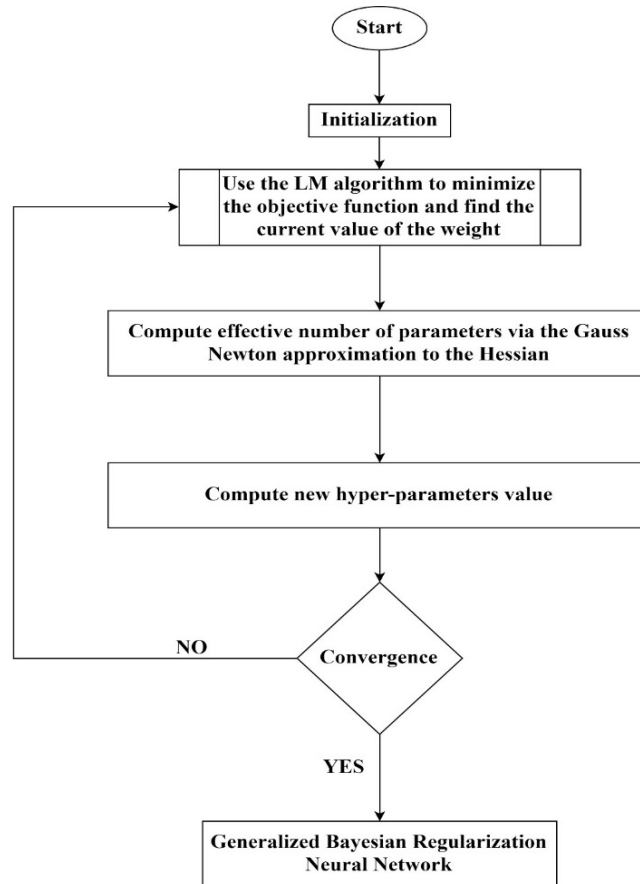 Start
Initialization
Use the LM algorithm to minimize
the objective function and find the
current value of the weight
Compute effective number of parameters via the Gauss
Newton approximation to the Hessian
Compute new hyper-parameters value
NO
Convergence
YES
Generalized Bayesian Regularization
Neural Network